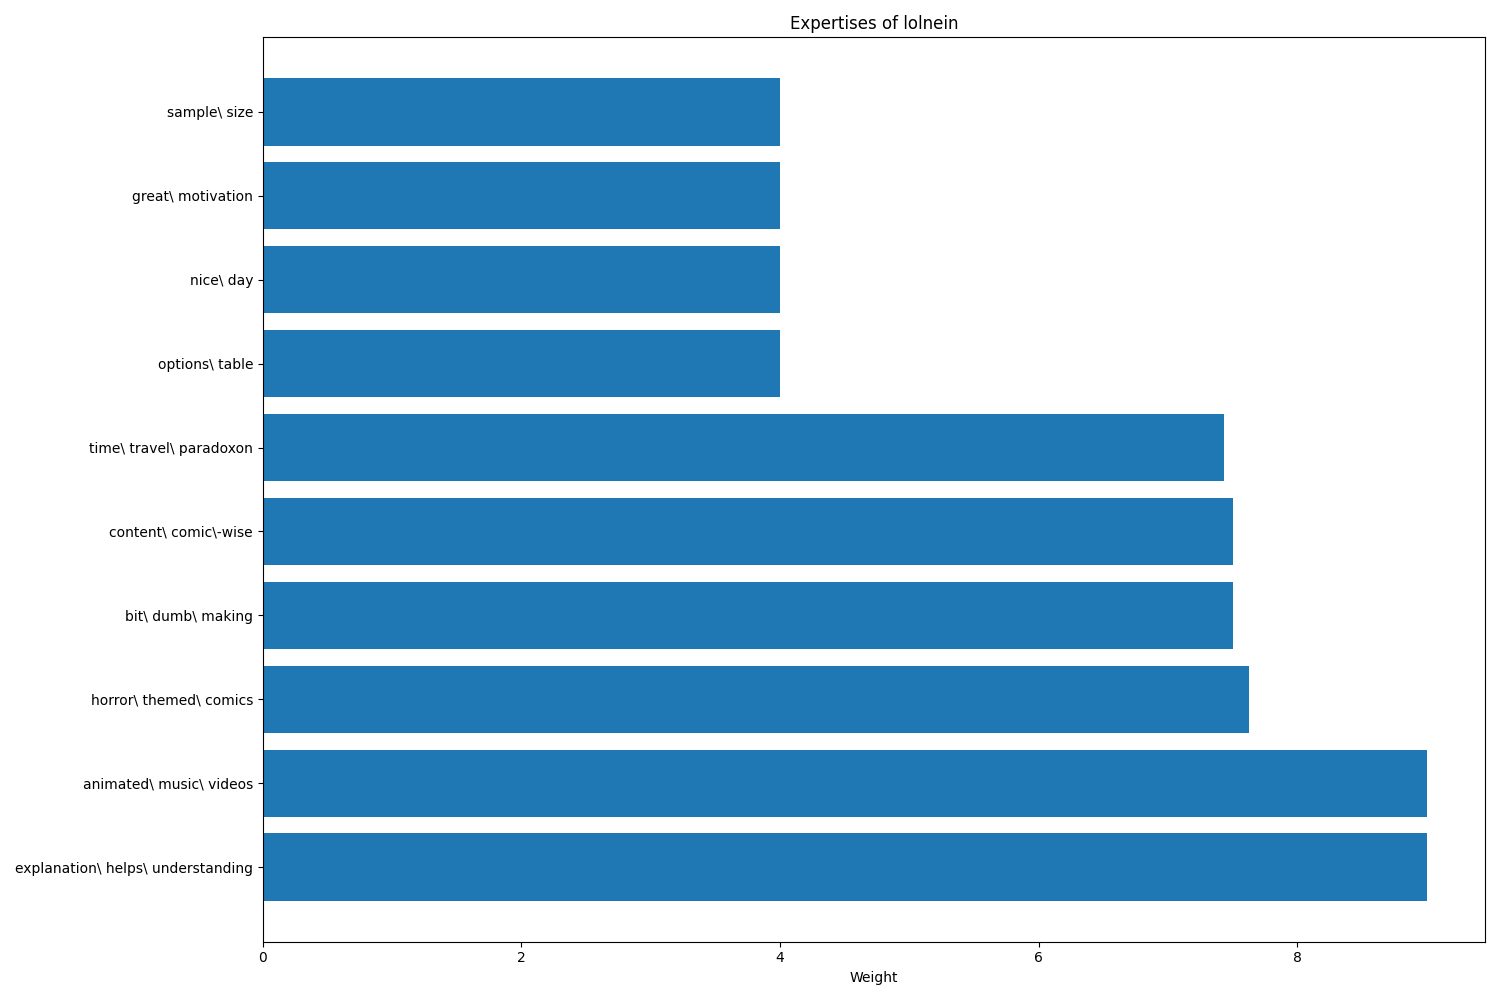 Expertises of lolnein
sample\ size
great\ motivation
nice\ day
options\ table
time\ travel\ paradoxon
content\ comic\-wise
bit\ dumb\ making
horror\ themed\ comics
animated\ music\ videos
explanation\ helps\ understanding
0 2 4 6 8
Weight